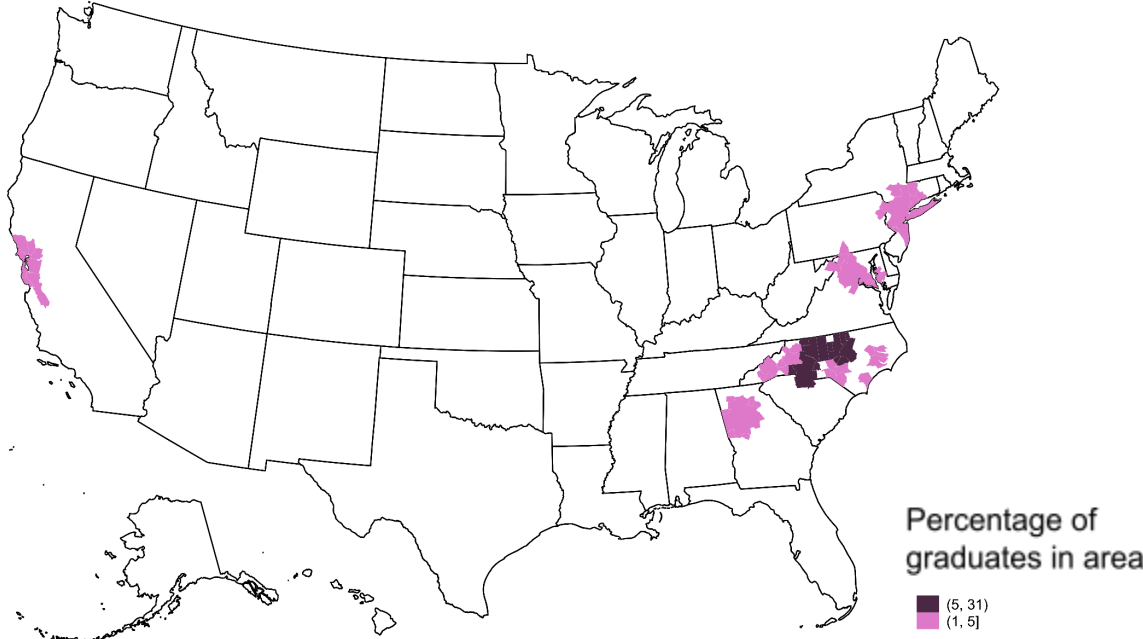 Percentage of
graduates in area
(5, 31)
(1, 5]